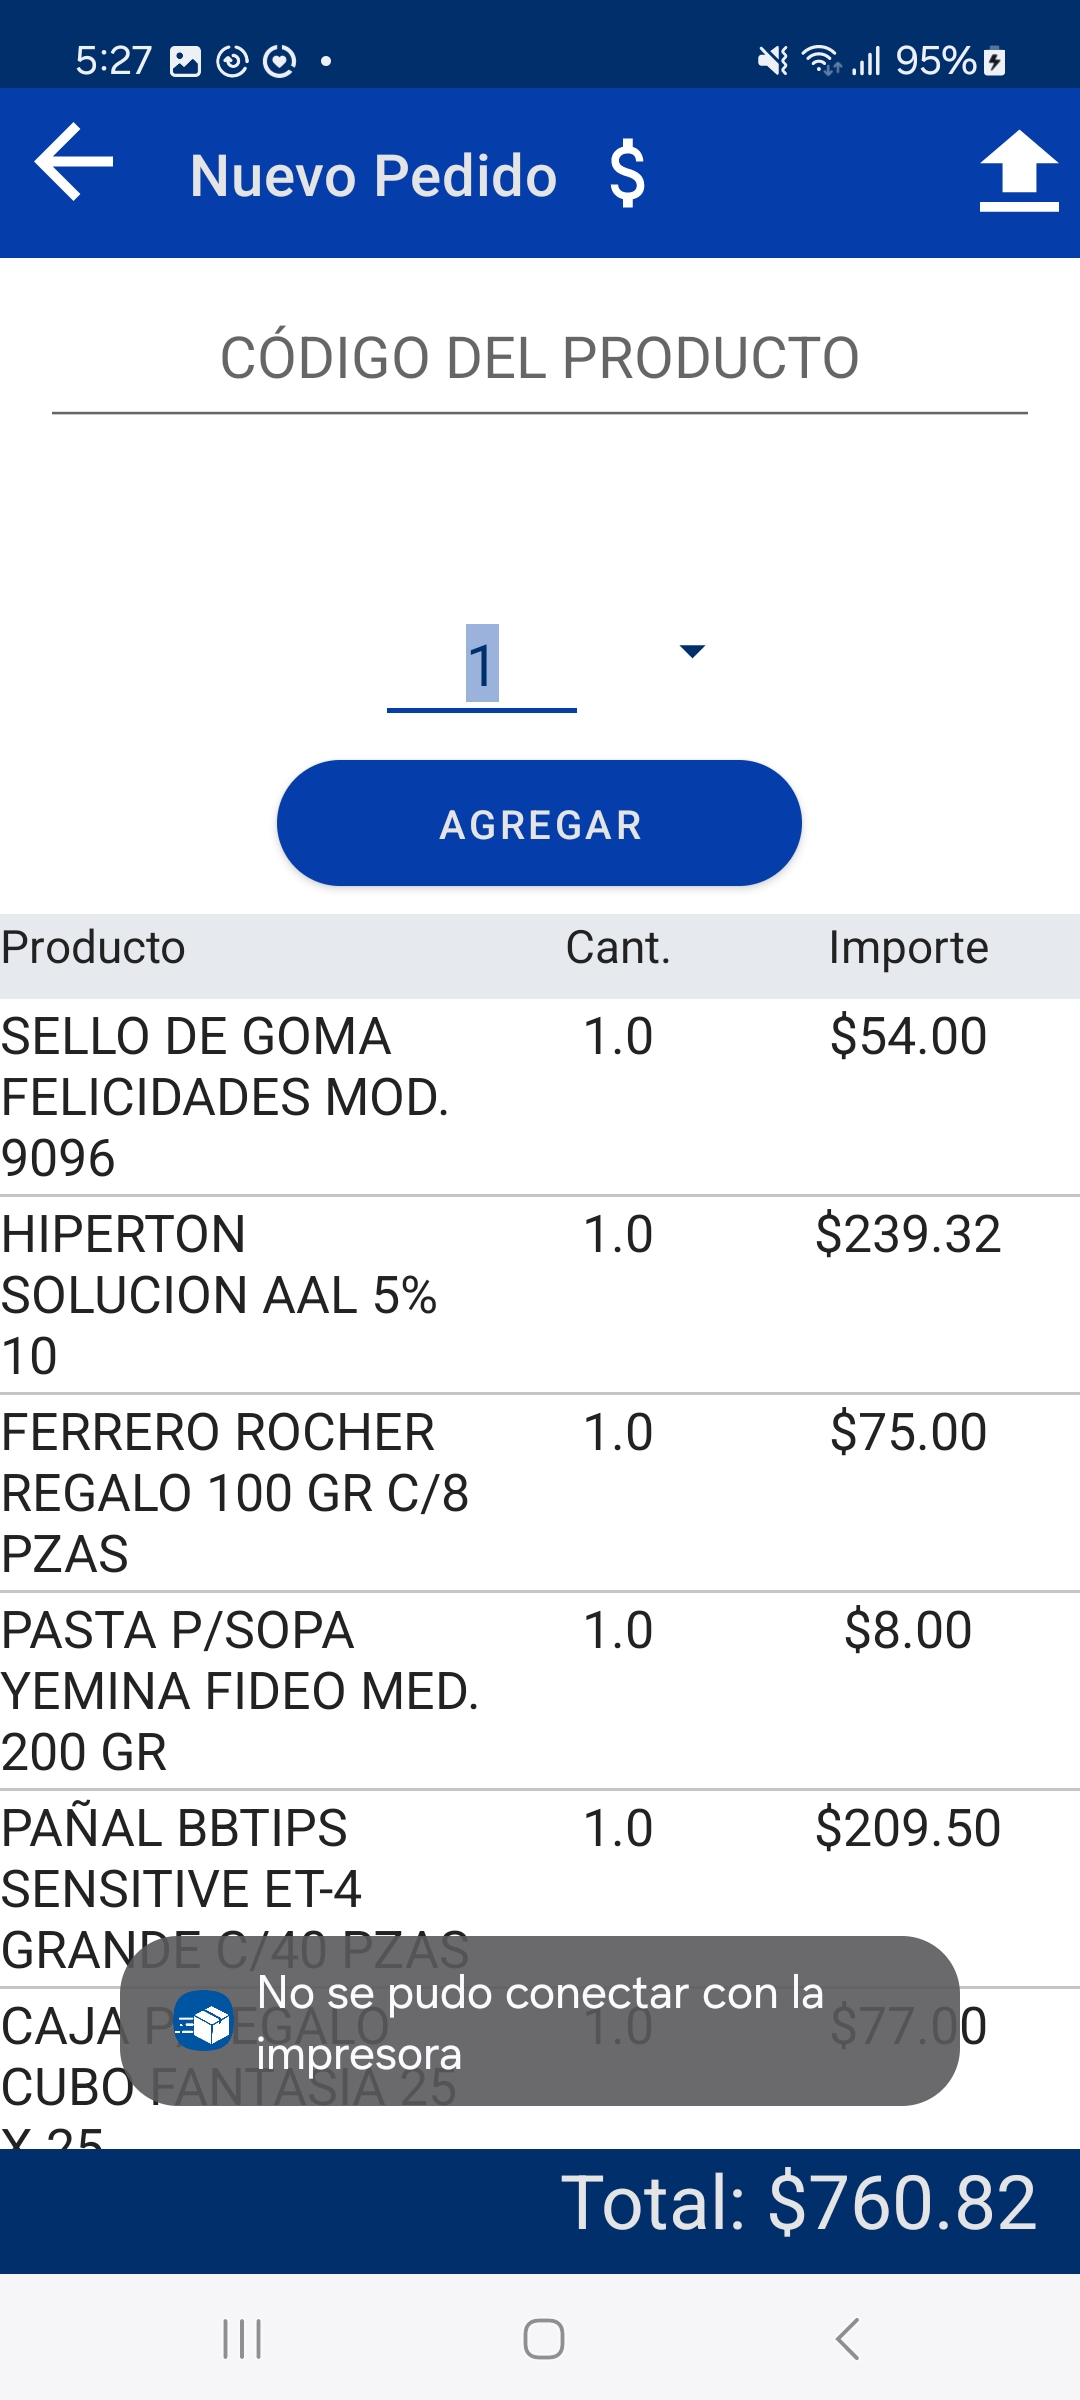 5:27
95%
Nuevo Pedido $
CÓDIGO DEL PRODUCTO
1
AGREGAR
Producto Cant. Importe
SELLO DE GOMA 1.0 $54.00
FELICIDADES MOD.
9096
HIPERTON 1.0 $239.32
SOLUCION AAL 5%
10
FERRERO ROCHER 1.0 $75.00
REGALO 100 GR C/8
PZAS
PASTA P/SOPA 1.0 $8.00
YEMINA FIDEO MED.
200 GR
PAÑAL BBTIPS 1.0 $209.50
SENSITIVE ET-4
GRANDE C/40 PZAS
CAJA P/REGALO 1.0 $77.00
CUBO FANTASIA 25
X 25
No se pudo conectar con la
impresora
Total: $760.82